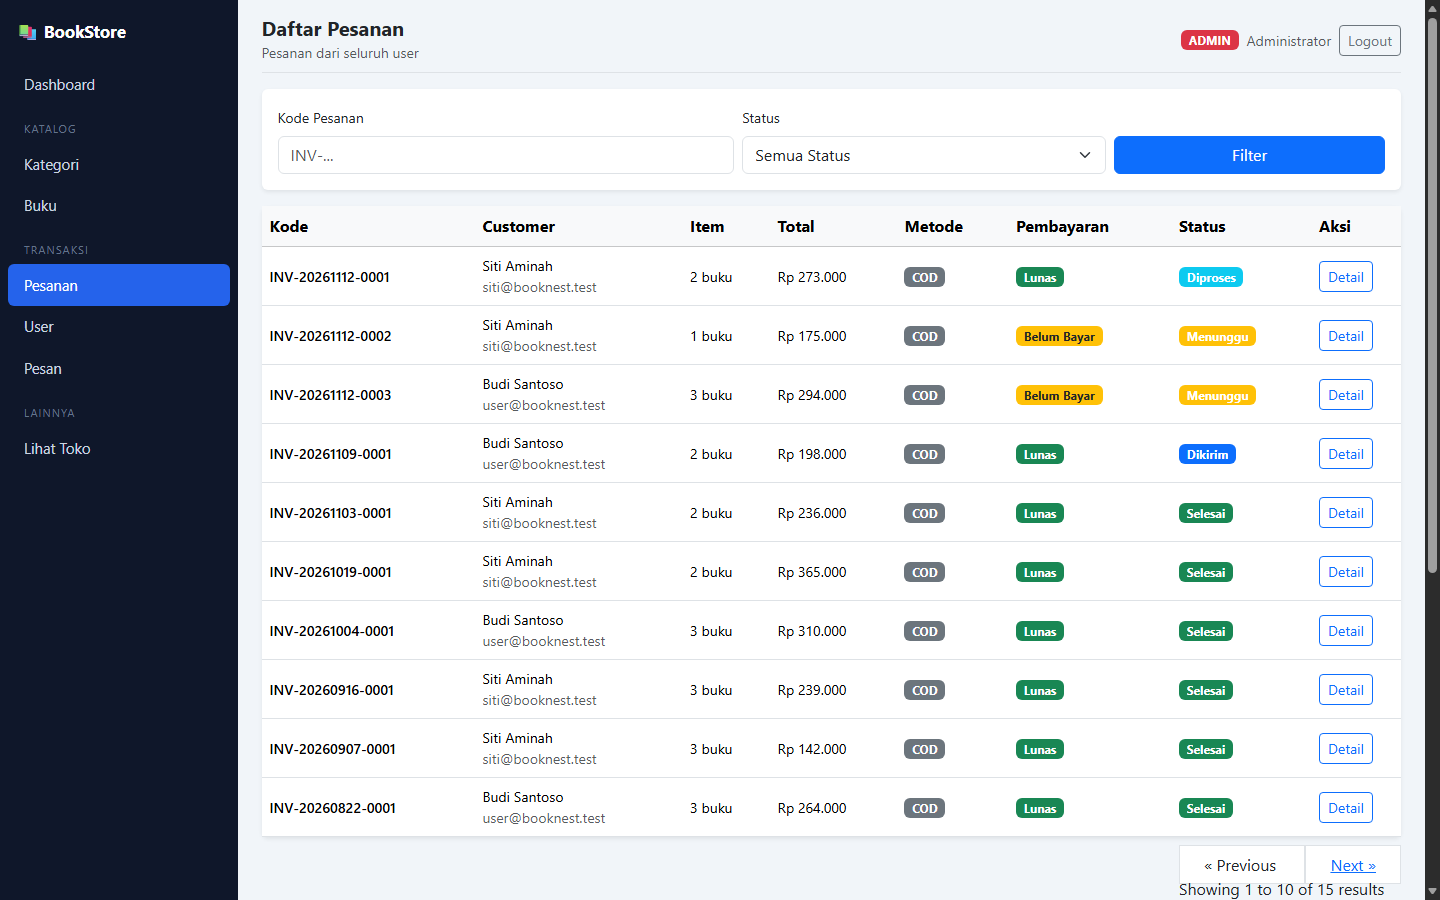 BookStore
Dashboard
KATALOG
Kategori
Buku
TRANSAKSI
Pesanan
User
Pesan
LAINNYA
Lihat Toko
Daftar Pesanan
Pesanan dari seluruh user
ADMIN Administrator Logout
Kode Pesanan Status
INV-... Semua Status Filter
Kode Customer Item Total Metode Pembayaran Status Aksi
INV-20261112-0001 Siti Aminah 2 buku Rp 273.000 COD Lunas Diproses Detail
siti@booknest.test
INV-20261112-0002 Siti Aminah 1 buku Rp 175.000 COD Belum Bayar Menunggu Detail
siti@booknest.test
INV-20261112-0003 Budi Santoso 3 buku Rp 294.000 COD Belum Bayar Menunggu Detail
user@booknest.test
INV-20261109-0001 Budi Santoso 2 buku Rp 198.000 COD Lunas Dikirim Detail
user@booknest.test
INV-20261103-0001 Siti Aminah 2 buku Rp 236.000 COD Lunas Selesai Detail
siti@booknest.test
INV-20261019-0001 Siti Aminah 2 buku Rp 365.000 COD Lunas Selesai Detail
siti@booknest.test
INV-20261004-0001 Budi Santoso 3 buku Rp 310.000 COD Lunas Selesai Detail
user@booknest.test
INV-20260916-0001 Siti Aminah 3 buku Rp 239.000 COD Lunas Selesai Detail
siti@booknest.test
INV-20260907-0001 Siti Aminah 3 buku Rp 142.000 COD Lunas Selesai Detail
siti@booknest.test
INV-20260822-0001 Budi Santoso 3 buku Rp 264.000 COD Lunas Selesai Detail
user@booknest.test
« Previous Next »
Showing 1 to 10 of 15 results